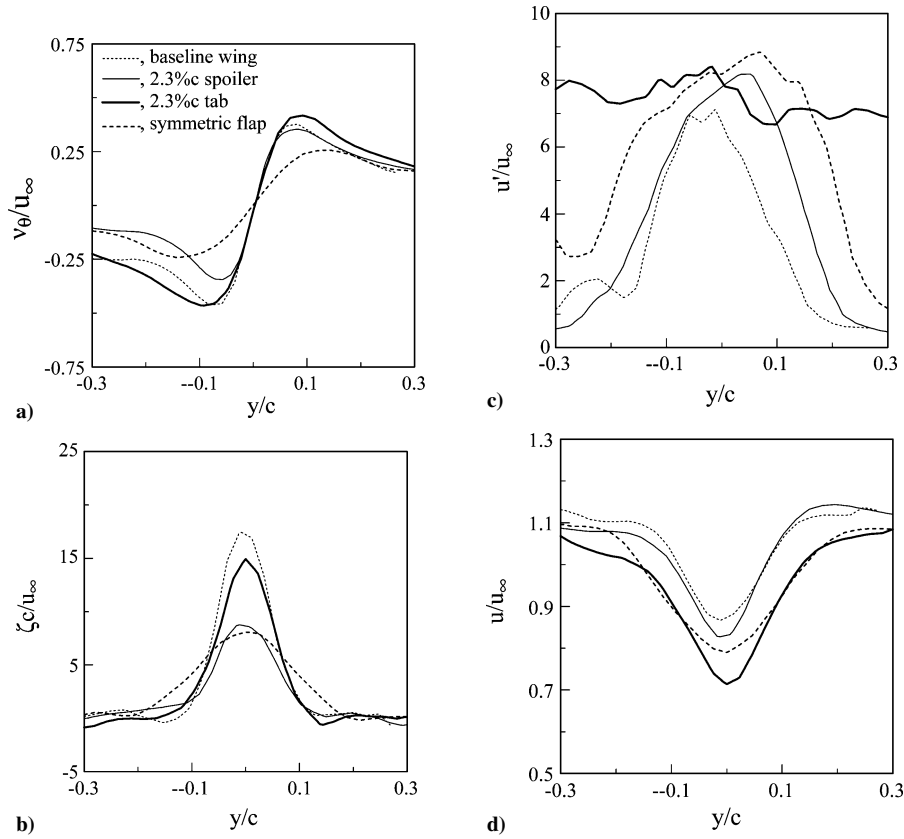 0.75
0.25
-0.25
-0.75
vθ/u∞
, baseline wing
, 2.3%c spoiler
, 2.3%c tab
, symmetric flap
-0.3
--0.1
0.1
0.3
y/c
a)
10
8
6
4
2
0
u'/u∞
-0.3
--0.1
0.1
0.3
y/c
c)
25
15
5
-5
ζc/u∞
-0.3
--0.1
0.1
0.3
y/c
b)
1.3
1.1
0.9
0.7
0.5
u/u∞
-0.3
--0.1
0.1
0.3
y/c
d)